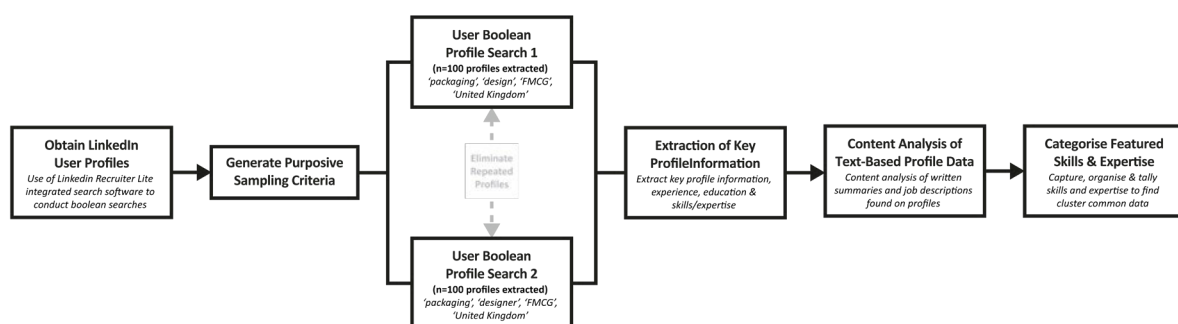 Obtain LinkedIn
User Profiles
Use of Linkedin Recruiter Lite
integrated search software to
conduct boolean searches
Generate Purposive
Sampling Criteria
User Boolean
Profile Search 1
(n=100 profiles extracted)
'packaging', 'design', 'FMCG',
'United Kingdom'
Eliminate
Repeated
Profiles
User Boolean
Profile Search 2
(n=100 profiles extracted)
'packaging', 'designer', 'FMCG',
'United Kingdom'
Extraction of Key
ProfileInformation
Extract key profile information,
experience, education &
skills/expertise
Content Analysis of
Text-Based Profile Data
Content analysis of written
summaries and job descriptions
found on profiles
Categorise Featured
Skills & Expertise
Capture, organise & tally
skills and expertise to find
cluster common data